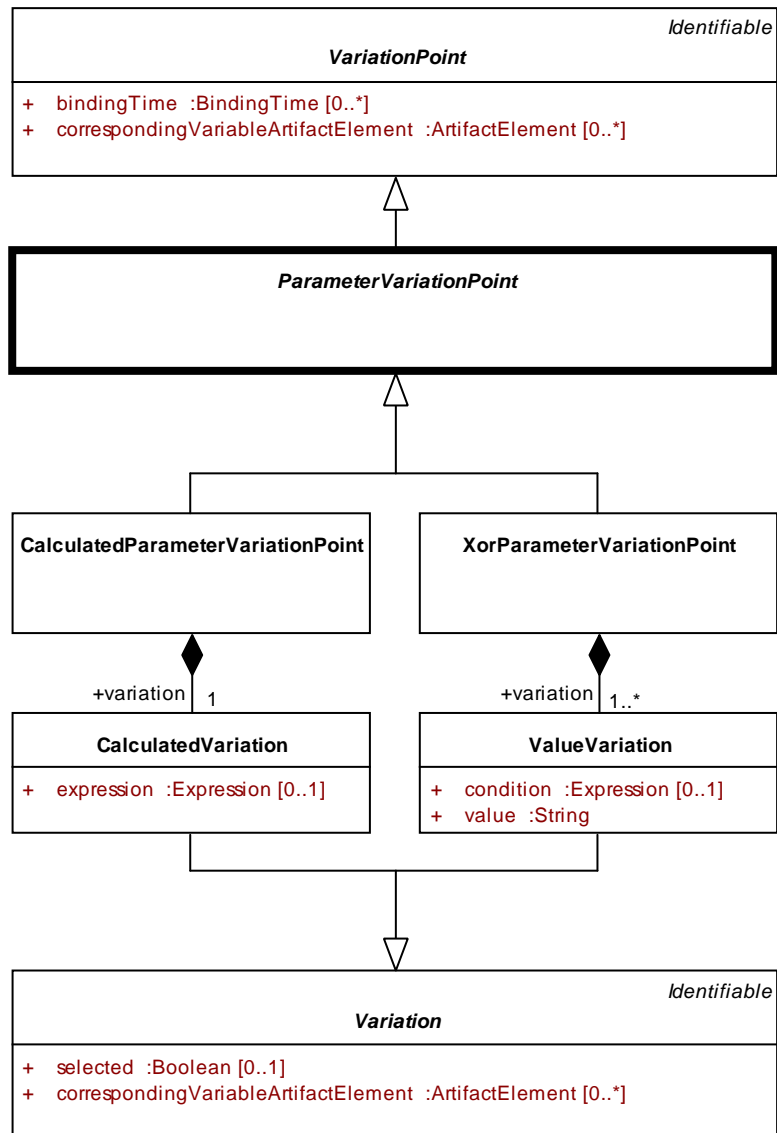 Identifiable
VariationPoint
+ bindingTime :BindingTime [0..*]
+ correspondingVariableArtifactElement :ArtifactElement [0..*]
ParameterVariationPoint
CalculatedParameterVariationPoint
XorParameterVariationPoint
+variation 1
+variation 1..*
CalculatedVariation
+ expression :Expression [0..1]
ValueVariation
+ condition :Expression [0..1]
+ value :String
Identifiable
Variation
+ selected :Boolean [0..1]
+ correspondingVariableArtifactElement :ArtifactElement [0..*]